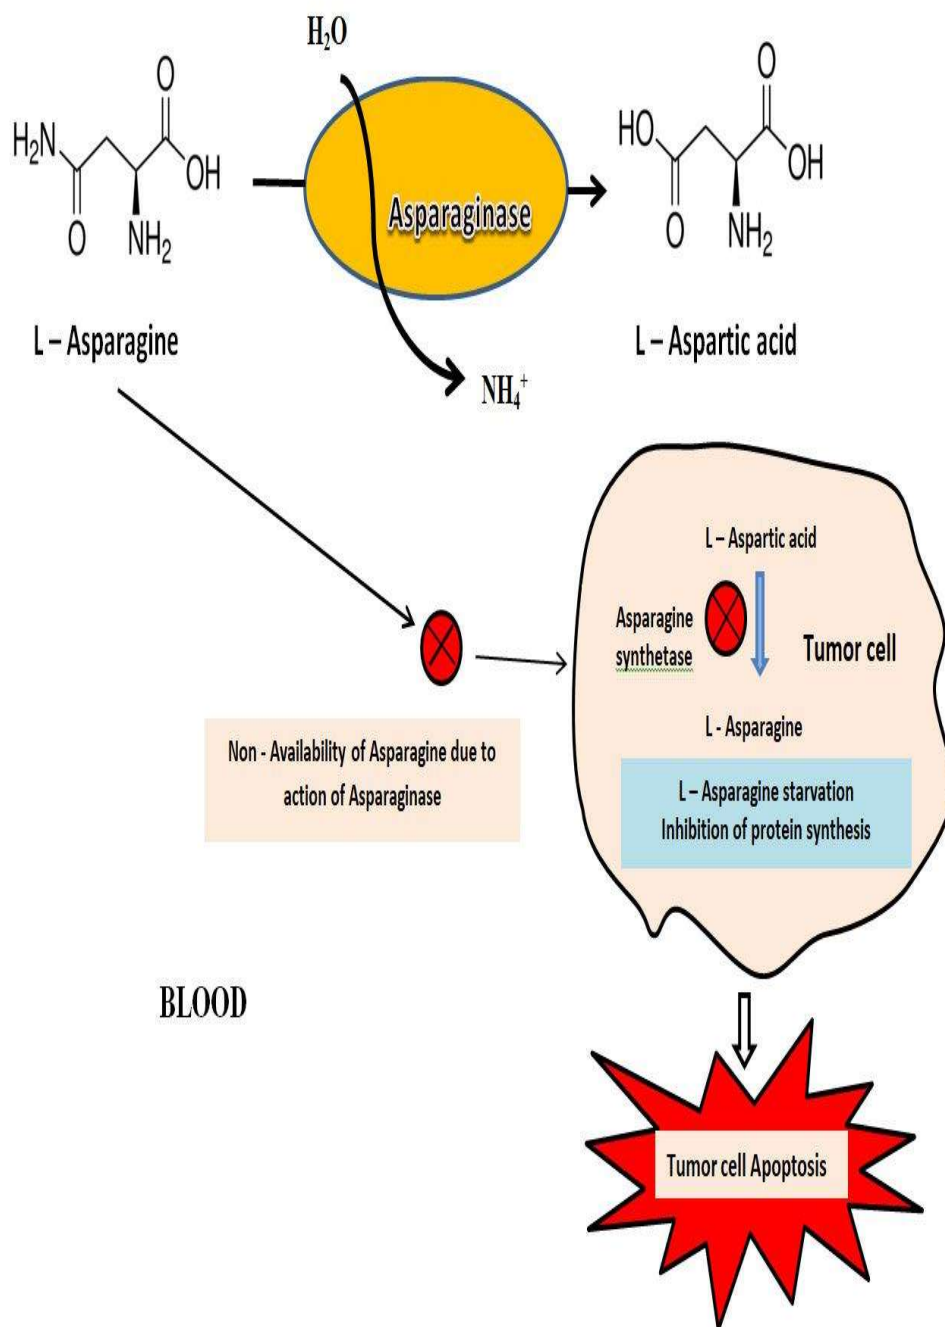 H₂O
O
H₂N
OH
O
NH₂
Asparaginase
O
HO
OH
O
NH₂
L – Asparagine
L – Aspartic acid
NH₄⁺
L – Aspartic acid
Asparagine
synthetase
Tumor cell
L - Asparagine
Non - Availability of Asparagine due to
action of Asparaginase
L – Asparagine starvation
Inhibition of protein synthesis
BLOOD
Tumor cell Apoptosis